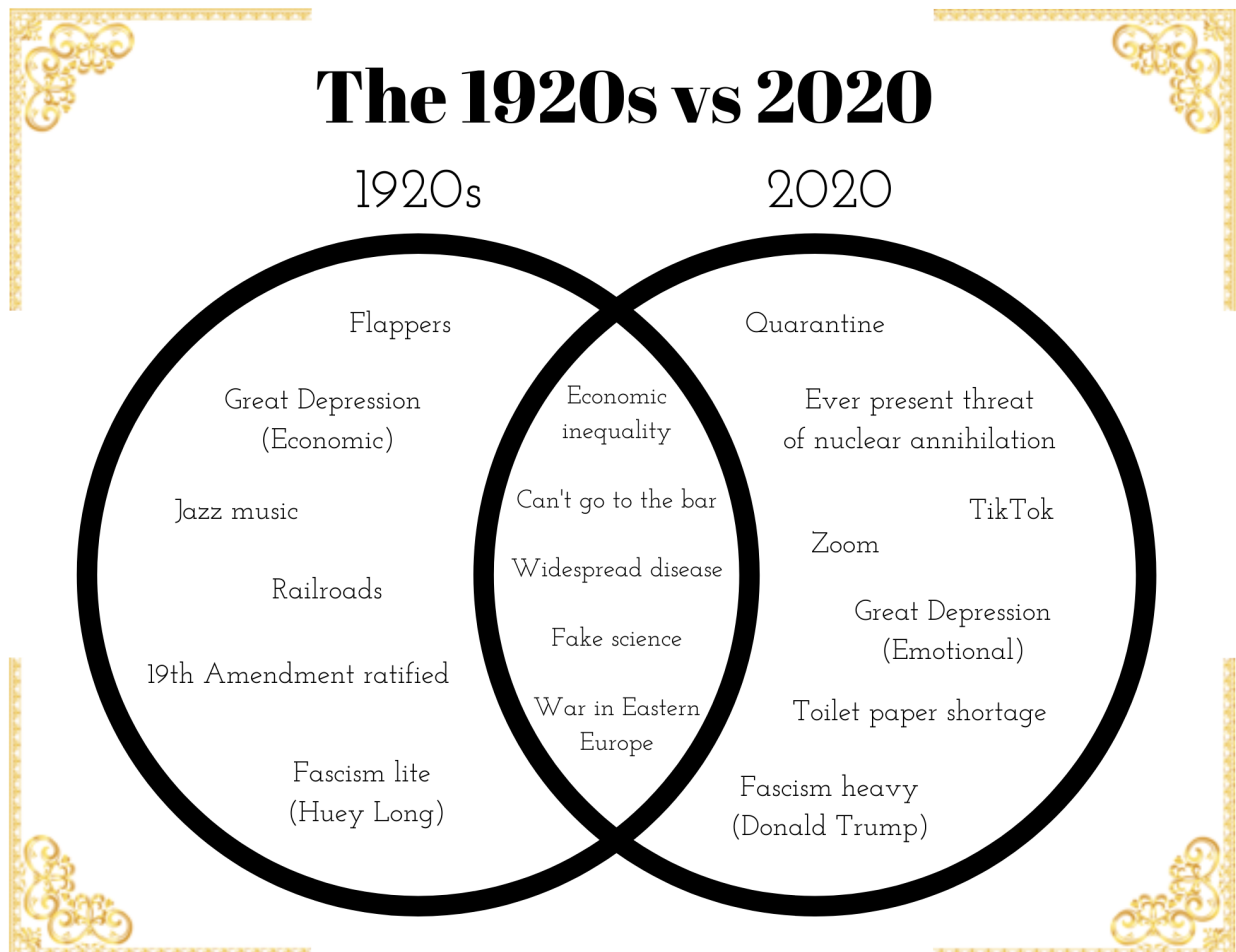 The 1920s vs 2020
1920s
2020
Flappers
Great Depression
(Economic)
Jazz music
Railroads
19th Amendment ratified
Fascism lite
(Huey Long)
Economic
inequality
Can't go to the bar
Widespread disease
Fake science
War in Eastern
Europe
Quarantine
Ever present threat
of nuclear annihilation
TikTok
Zoom
Great Depression
(Emotional)
Toilet paper shortage
Fascism heavy
(Donald Trump)